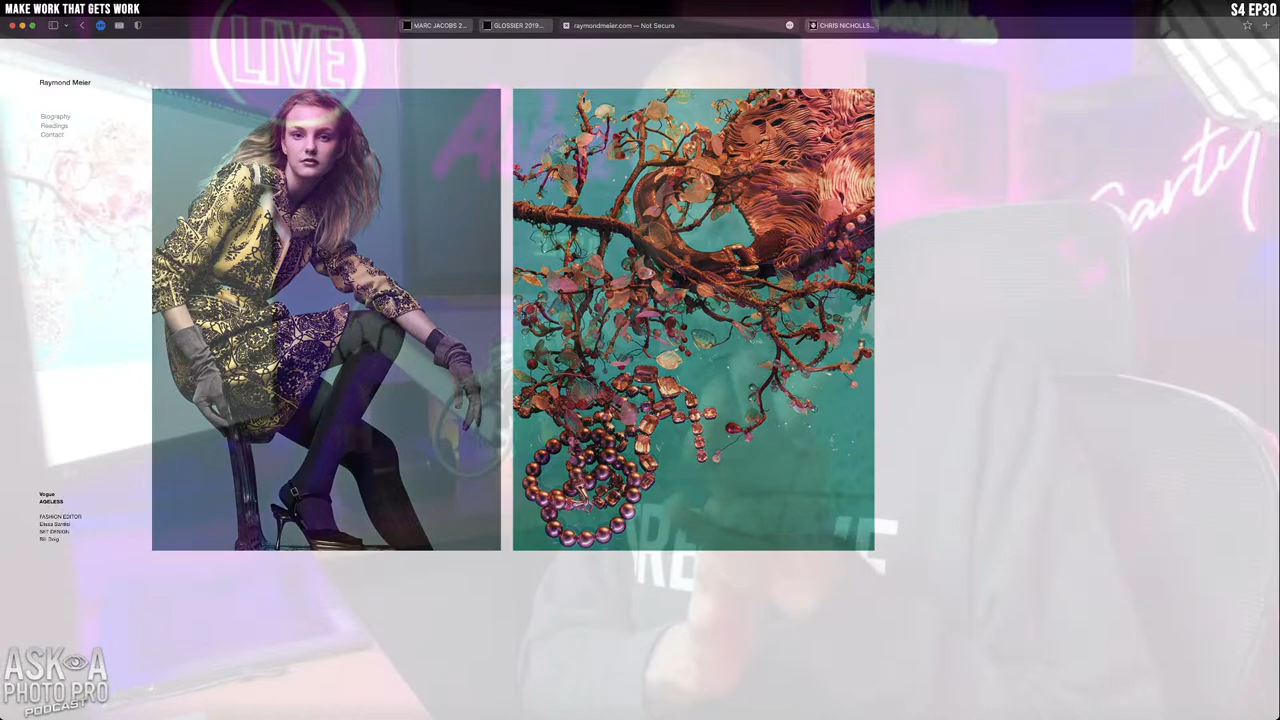 MAKE WORK THAT GETS WORK
S4 EP30
MARC JACOBS 2...
GLOSSIER 2019...
raymondmeier.com — Not Secure
CHRIS NICHOLLS...
LIVE
Raymond Meier
Biography
Readings
Contact
Arty
Vogue
AGELESS
FASHION EDITOR
SET DESIGN
ASK A
PHOTO PRO
PODCAST